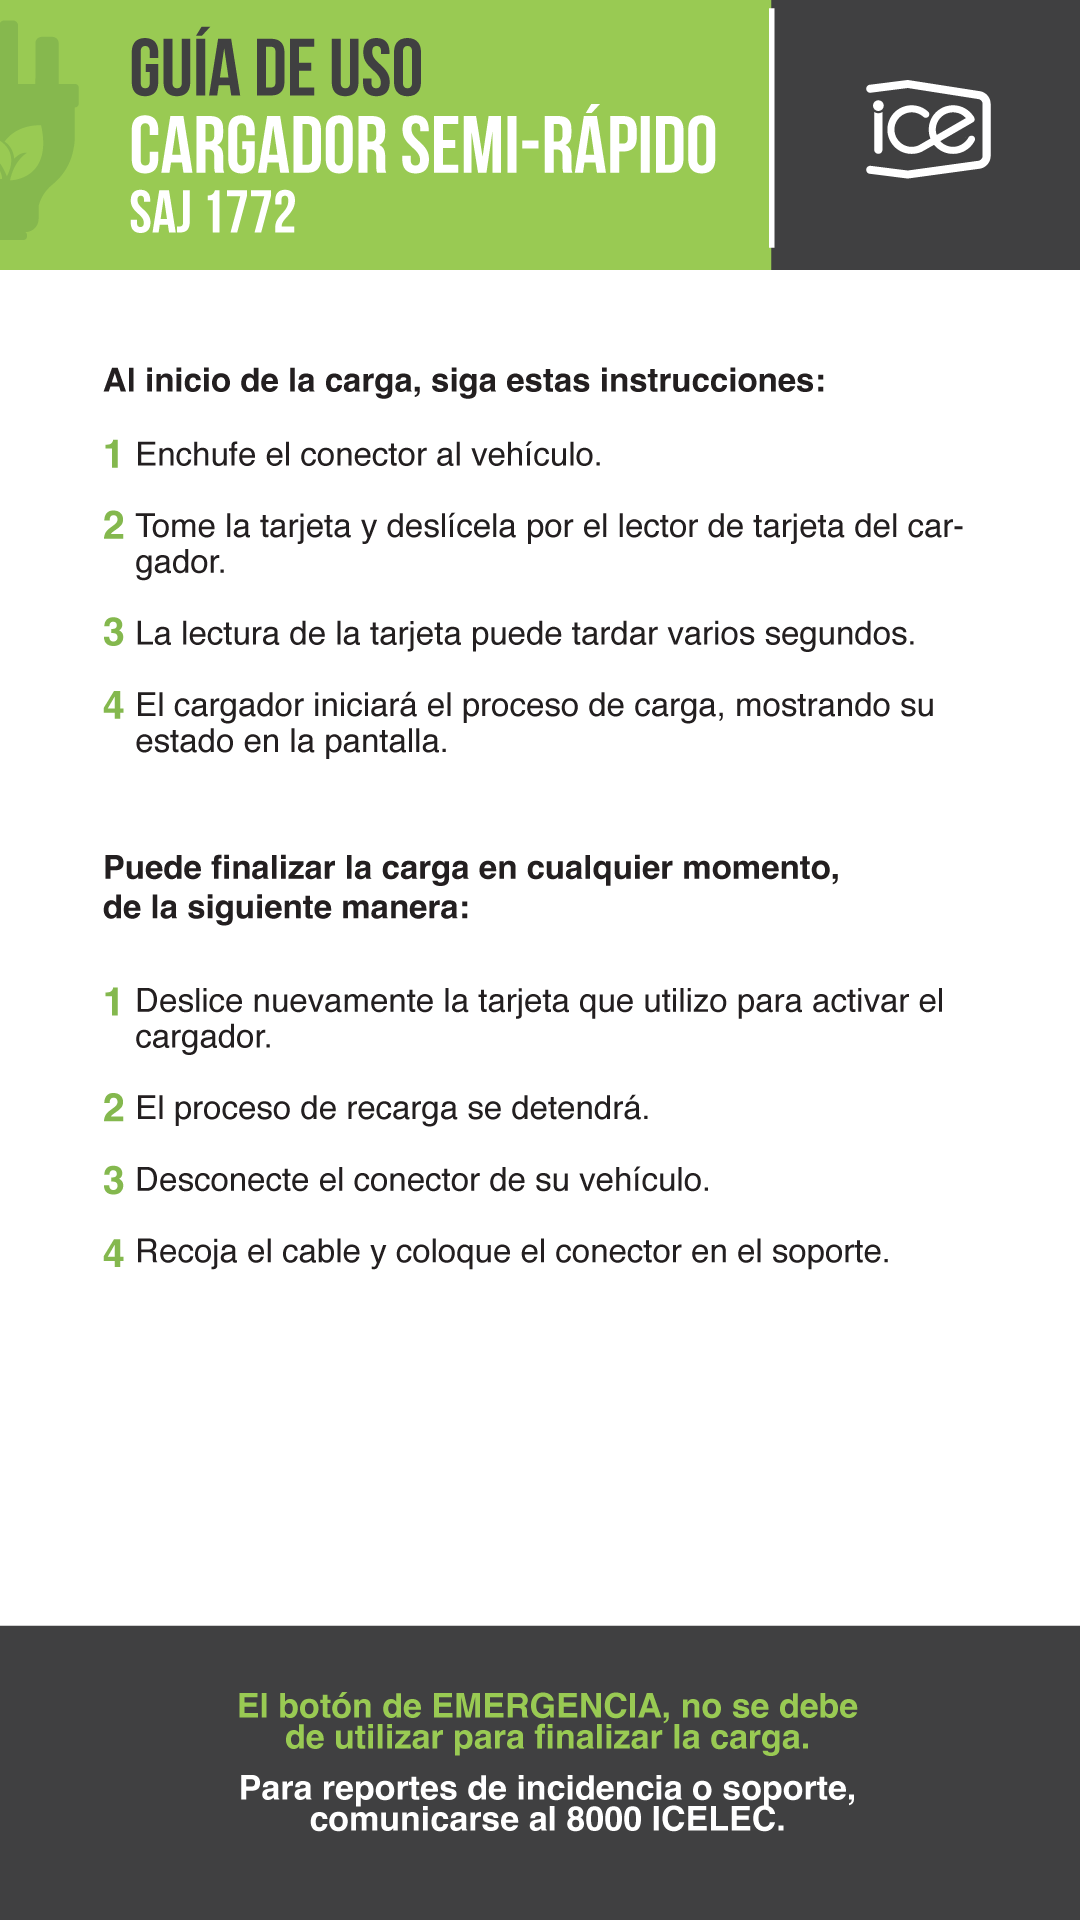 GUÍA DE USO
CARGADOR SEMI-RÁPIDO
SAJ 1772
ice
Al inicio de la carga, siga estas instrucciones:
1 Enchufe el conector al vehículo.
2 Tome la tarjeta y deslícela por el lector de tarjeta del car-
gador.
3 La lectura de la tarjeta puede tardar varios segundos.
4 El cargador iniciará el proceso de carga, mostrando su
estado en la pantalla.
Puede finalizar la carga en cualquier momento,
de la siguiente manera:
1 Deslice nuevamente la tarjeta que utilizo para activar el
cargador.
2 El proceso de recarga se detendrá.
3 Desconecte el conector de su vehículo.
4 Recoja el cable y coloque el conector en el soporte.
El botón de EMERGENCIA, no se debe
de utilizar para finalizar la carga.
Para reportes de incidencia o soporte,
comunicarse al 8000 ICELEC.